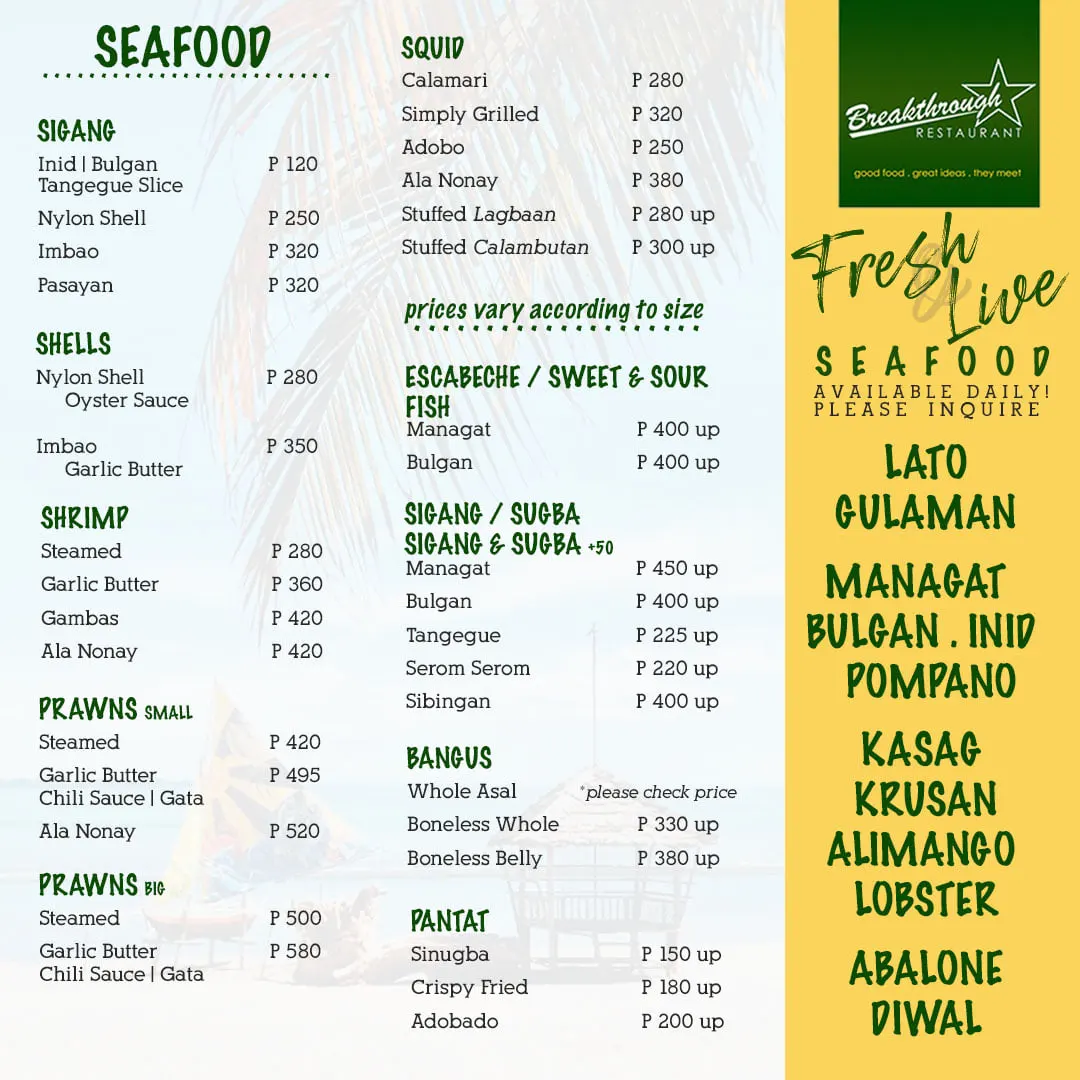 SEAFOOD
SIGANG
Inid | Bulgan P 120
Tangegue Slice
Nylon Shell P 250
Imbao P 320
Pasayan P 320
SHELLS
Nylon Shell P 280
Oyster Sauce
Imbao P 350
Garlic Butter
SHRIMP
Steamed P 280
Garlic Butter P 360
Gambas P 420
Ala Nonay P 420
PRAWNS SMALL
Steamed P 420
Garlic Butter P 495
Chili Sauce | Gata
Ala Nonay P 520
PRAWNS BIG
Steamed P 500
Garlic Butter P 580
Chili Sauce | Gata
SQUID
Calamari P 280
Simply Grilled P 320
Adobo P 250
Ala Nonay P 380
Stuffed Lagbaan P 280 up
Stuffed Calambutan P 300 up
prices vary according to size
ESCABECHE / SWEET & SOUR
FISH
Managat P 400 up
Bulgan P 400 up
SIGANG / SUGBA
SIGANG & SUGBA +50
Managat P 450 up
Bulgan P 400 up
Tangegue P 225 up
Serom Serom P 220 up
Sibingan P 400 up
BANGUS
Whole Asal *please check price
Boneless Whole P 330 up
Boneless Belly P 380 up
PANTAT
Sinugba P 150 up
Crispy Fried P 180 up
Adobado P 200 up
Breakthrough
RESTAURANT
good food . great ideas . they meet
Fresh
&
Live
SEAFOOD
AVAILABLE DAILY!
PLEASE INQUIRE
LATO
GULAMAN
MANAGAT
BULGAN . INID
POMPANO
KASAG
KRUSAN
ALIMANGO
LOBSTER
ABALONE
DIWAL